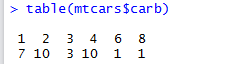 > table(mtcars$carb)
1 2 3 4 6 8
7 10 3 10 1 1